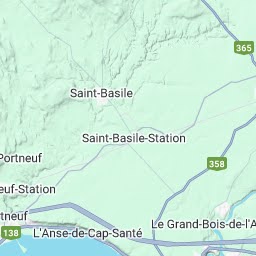 365
Saint-Basile
Saint-Basile-Station
Portneuf
358
euf-Station
rtneuf
138
L'Anse-de-Cap-Santé
Le Grand-Bois-de-l'A